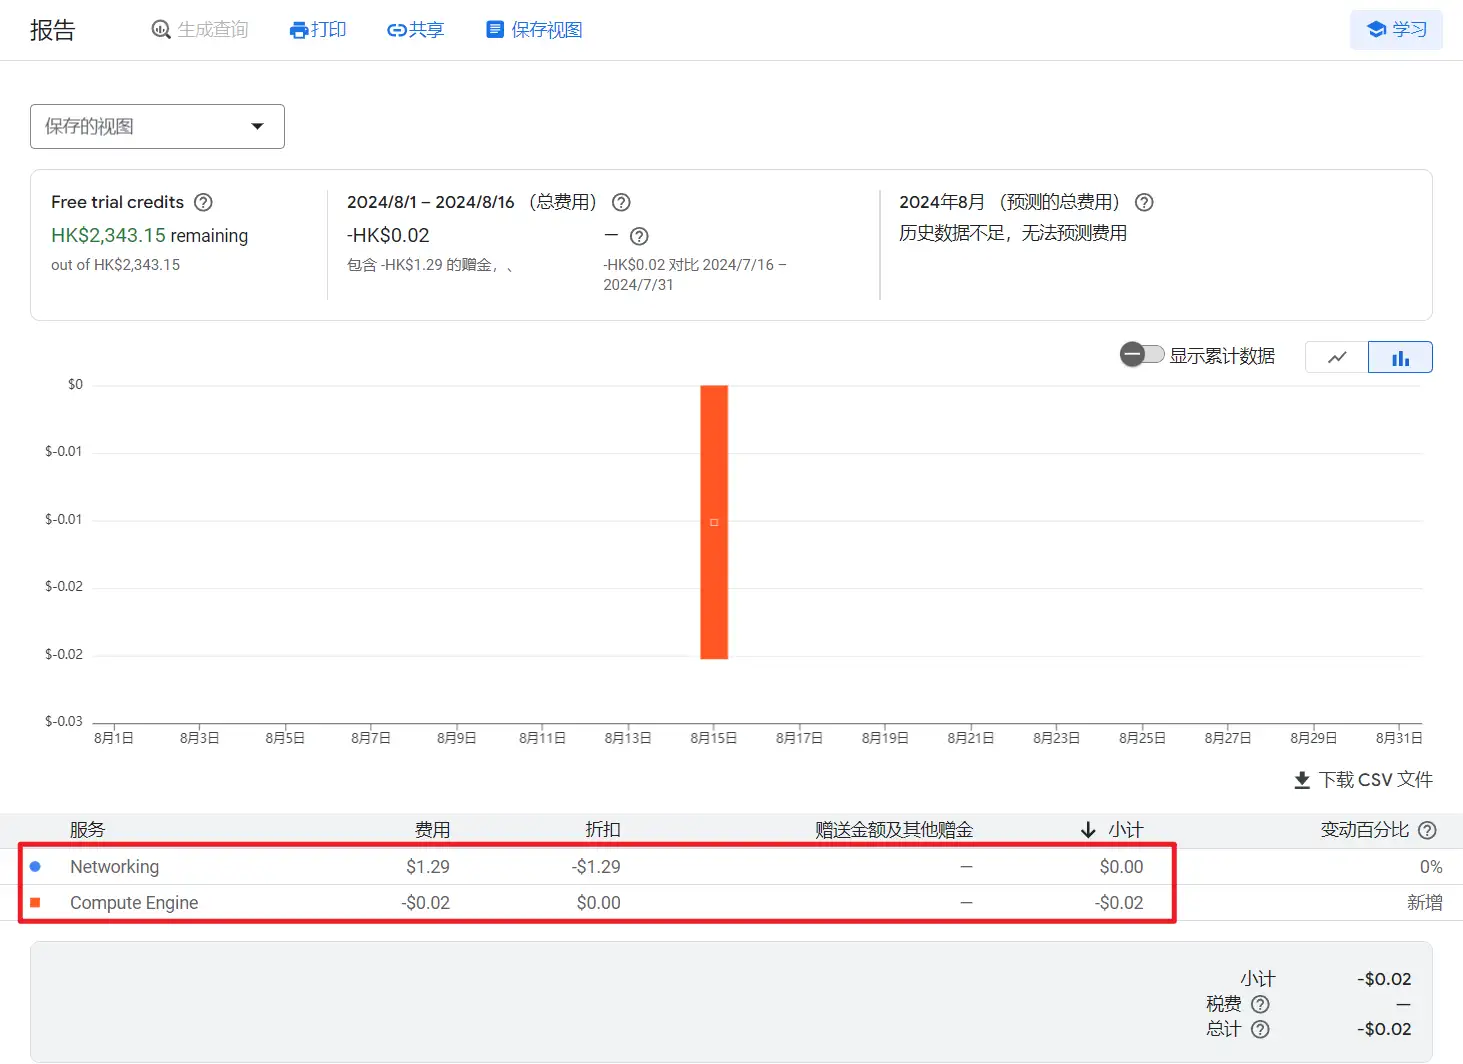 报告 生成查询 打印 共享 保存视图 学习
保存的视图
Free trial credits
HK$2,343.15 remaining
out of HK$2,343.15
2024/8/1 – 2024/8/16 （总费用）
-HK$0.02
包含 -HK$1.29 的赠金，、
—
-HK$0.02 对比 2024/7/16 –
2024/7/31
2024年8月 （预测的总费用）
历史数据不足，无法预测费用
显示累计数据
$0
$-0.01
$-0.01
$-0.02
$-0.02
$-0.03
8月1日 8月3日 8月5日 8月7日 8月9日 8月11日 8月13日 8月15日 8月17日 8月19日 8月21日 8月23日 8月25日 8月27日 8月29日 8月31日
下载 CSV 文件
服务 费用 折扣 赠送金额及其他赠金 小计 变动百分比
Networking $1.29 -$1.29 — $0.00 0%
Compute Engine -$0.02 $0.00 — -$0.02 新增
小计 -$0.02
税费 —
总计 -$0.02